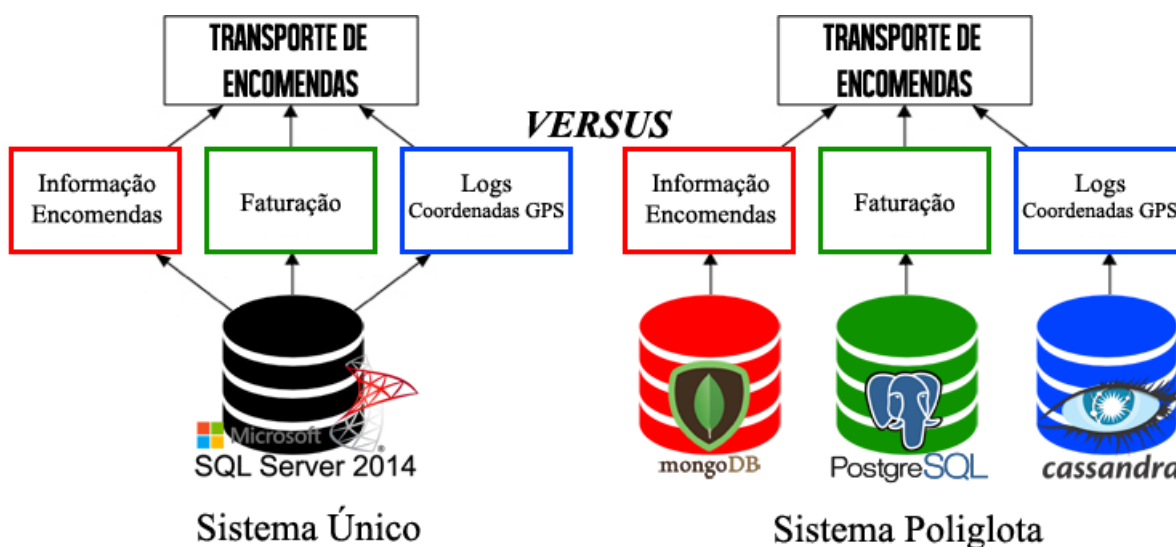 TRANSPORTE DE
ENCOMENDAS
Informação
Encomendas
Faturação
Logs
Coordenadas GPS
Microsoft®
SQL Server 2014
Sistema Único
VERSUS
TRANSPORTE DE
ENCOMENDAS
Informação
Encomendas
Faturação
Logs
Coordenadas GPS
mongoDB
PostgreSQL
cassandra
Sistema Poliglota